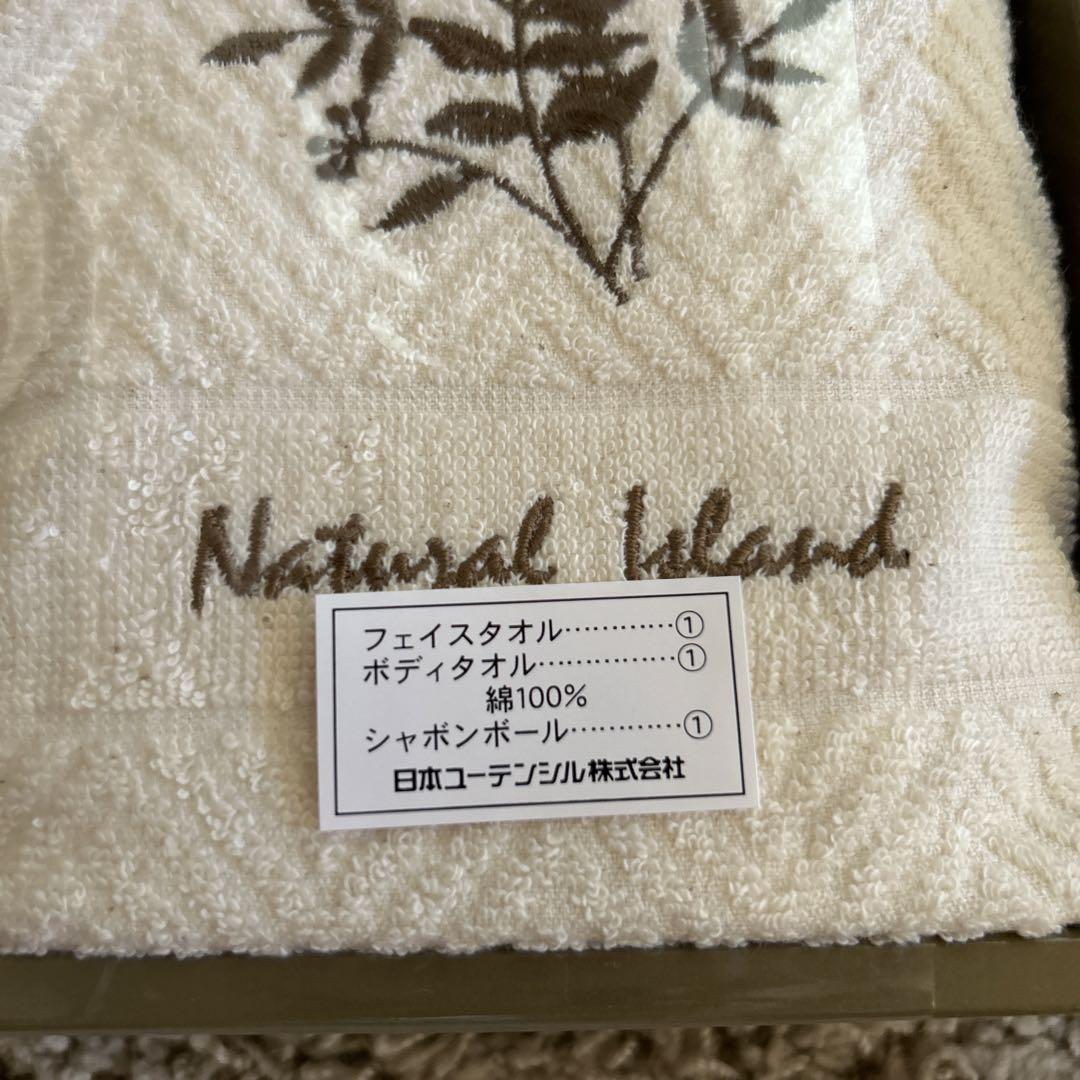 Natural Island
フェイスタオル…………①
ボディタオル……………①
綿100%
シャボンボール…………①
日本ユーテンシル株式会社